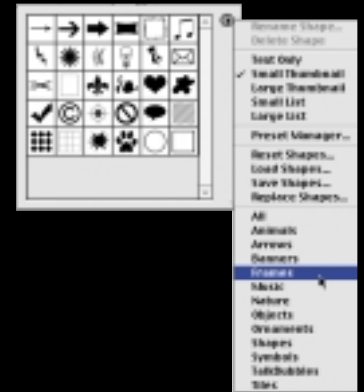 Rename Shape...
Delete Shape
Text Only
Small Thumbnail
Large Thumbnail
Small List
Large List
Preset Manager...
Reset Shapes...
Load Shapes...
Save Shapes...
Replace Shapes...
All
Animals
Arrows
Banners
Frames
Music
Nature
Objects
Ornaments
Shapes
Symbols
TalkBubbles
Tiles